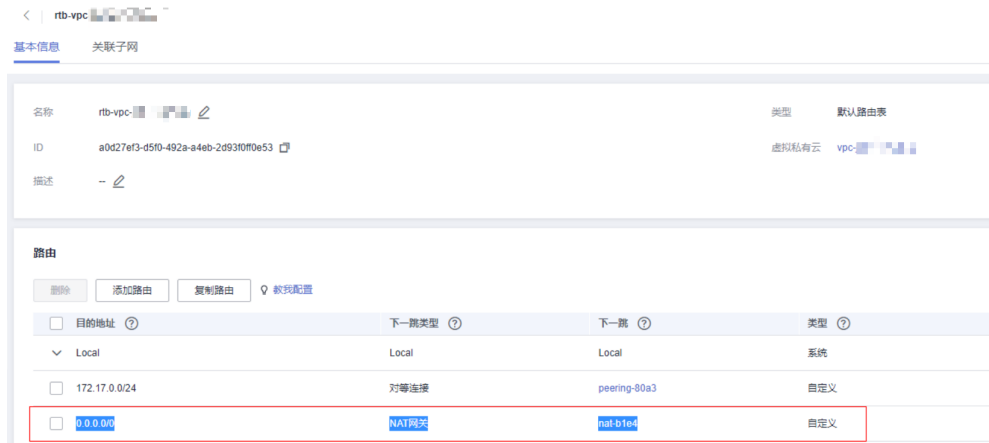 rtb-vpc
基本信息 关联子网
名称 rtb-vpc- 类型 默认路由表
ID a0d27ef3-d5f0-492a-a4eb-2d93f0ff0e53 虚拟私有云 vpc-
描述 --
路由
删除 添加路由 复制路由 教我配置
目的地址 下一跳类型 下一跳 类型
Local Local Local 系统
172.17.0.0/24 对等连接 peering-80a3 自定义
0.0.0.0/0 NAT网关 nat-b1e4 自定义